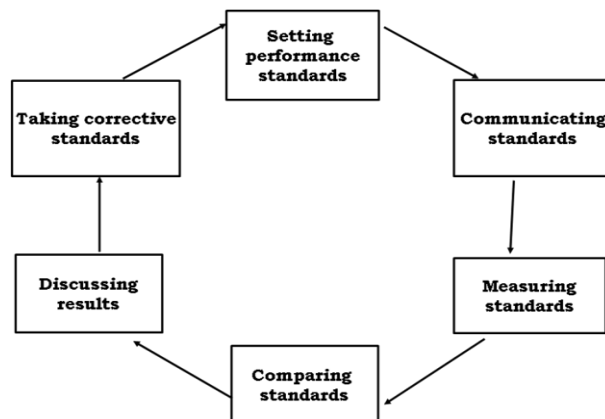 Setting
performance
standards
Communicating
standards
Measuring
standards
Comparing
standards
Discussing
results
Taking corrective
standards